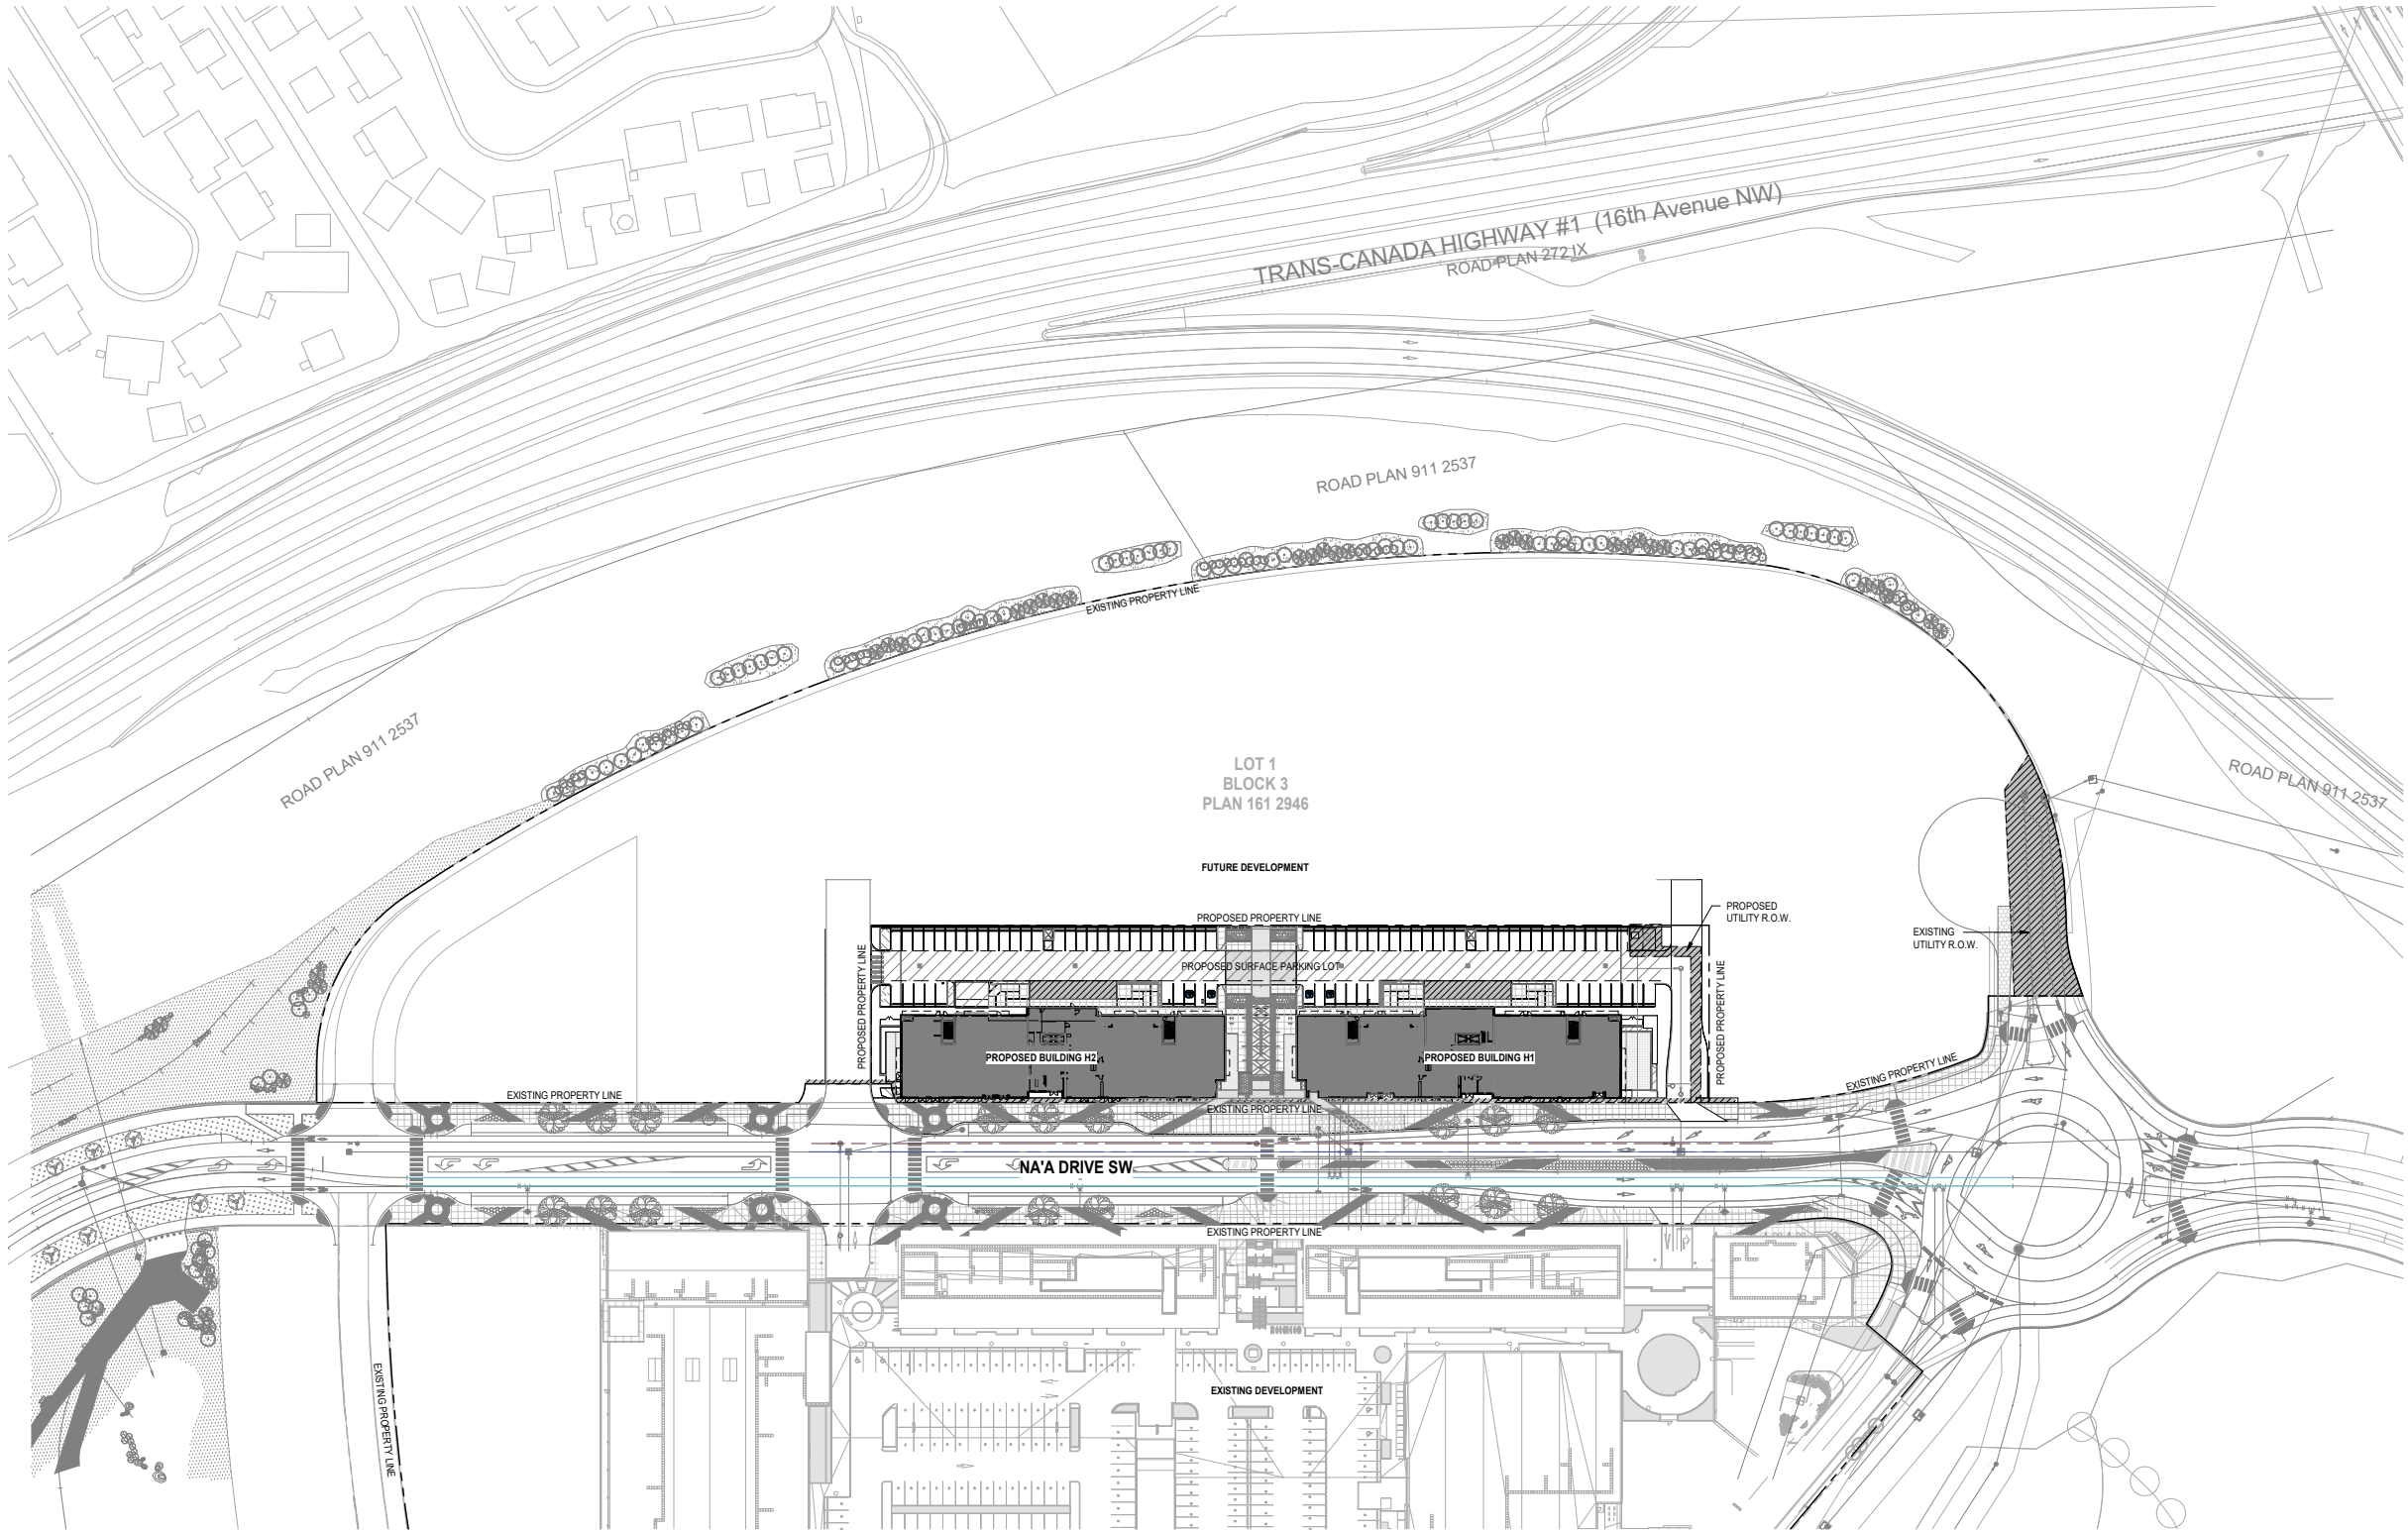 TRANS-CANADA HIGHWAY #1 (16th Avenue NW)
ROAD PLAN 272 JX
ROAD PLAN 911 2537
EXISTING PROPERTY LINE
ROAD PLAN 911 2537
ROAD PLAN 911 2537
LOT 1
BLOCK 3
PLAN 161 2946
FUTURE DEVELOPMENT
PROPOSED PROPERTY LINE
PROPOSED
UTILITY R.O.W.
EXISTING
UTILITY R.O.W.
PROPOSED PROPERTY LINE
PROPOSED SURFACE PARKING LOT
PROPOSED PROPERTY LINE
PROPOSED BUILDING H2
PROPOSED BUILDING H1
EXISTING PROPERTY LINE
EXISTING PROPERTY LINE
EXISTING PROPERTY LINE
NA'A DRIVE SW
EXISTING PROPERTY LINE
EXISTING PROPERTY LINE
EXISTING DEVELOPMENT